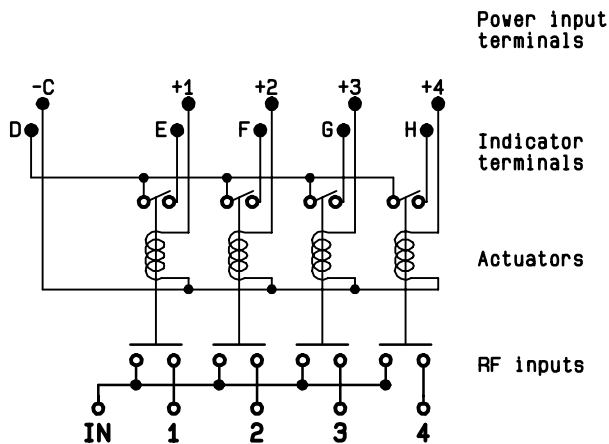 Power input
terminals
-C +1 +2 +3 +4
D E F G H
Indicator
terminals
Actuators
RF inputs
IN 1 2 3 4